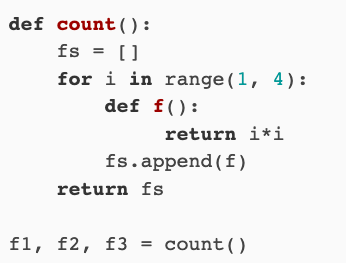 def count():
    fs = []
    for i in range(1, 4):
        def f():
             return i*i
        fs.append(f)
    return fs

f1, f2, f3 = count()